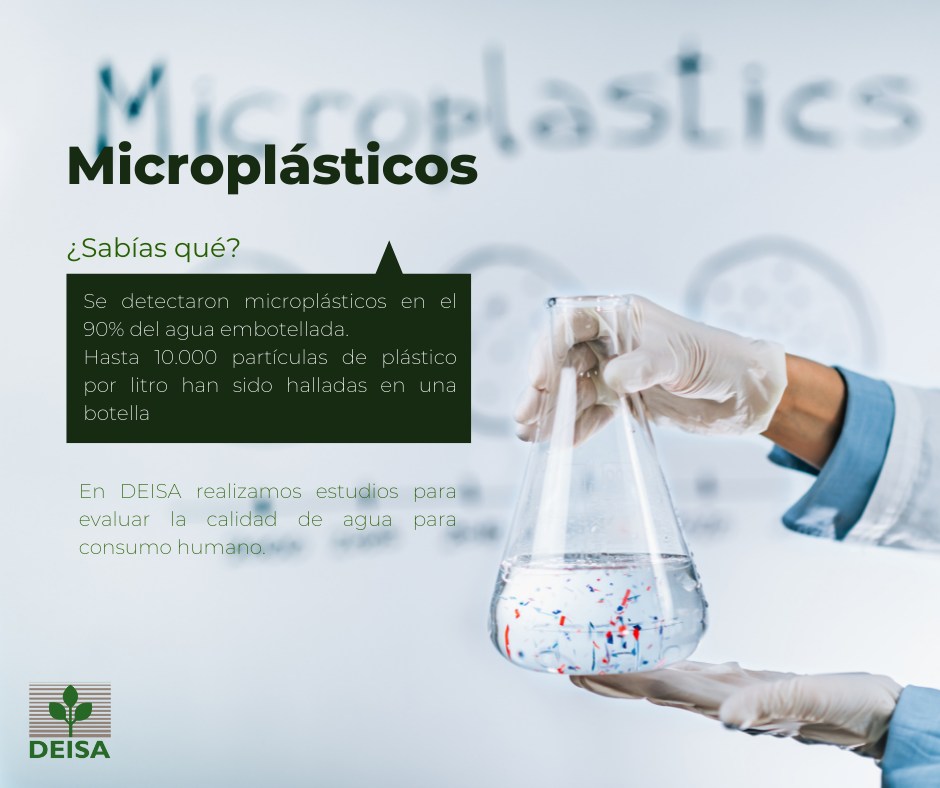 Microplastics
Microplásticos
¿Sabías qué?
Se detectaron microplásticos en el
90% del agua embotellada.
Hasta 10.000 partículas de plástico
por litro han sido halladas en una
botella
En DEISA realizamos estudios para
evaluar la calidad de agua para
consumo humano.
DEISA